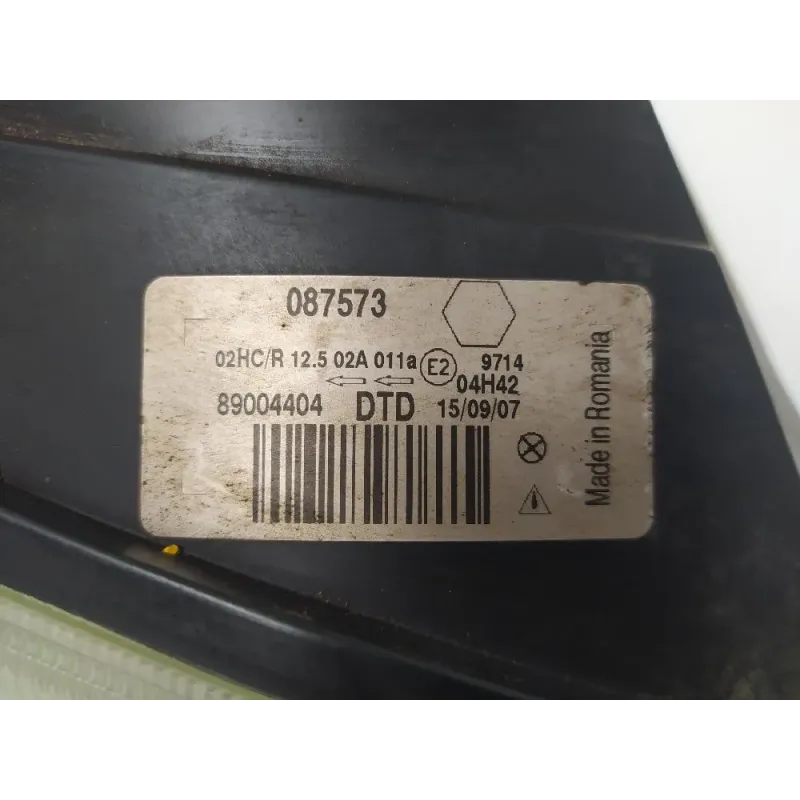 087573
02HC/R 12.5 02A 011a E2 9714
04H42
89004404 DTD 15/09/07
Made in Romania